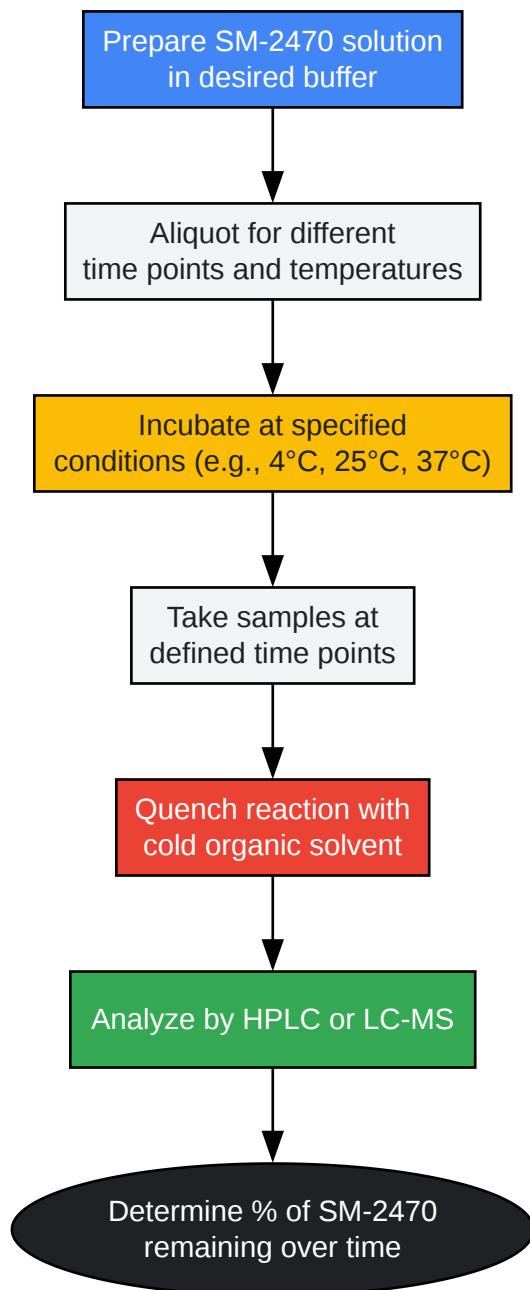 Prepare SM-2470 solution
in desired buffer
Aliquot for different
time points and temperatures
Incubate at specified
conditions (e.g., 4°C, 25°C, 37°C)
Take samples at
defined time points
Quench reaction with
cold organic solvent
Analyze by HPLC or LC-MS
Determine % of SM-2470
remaining over time